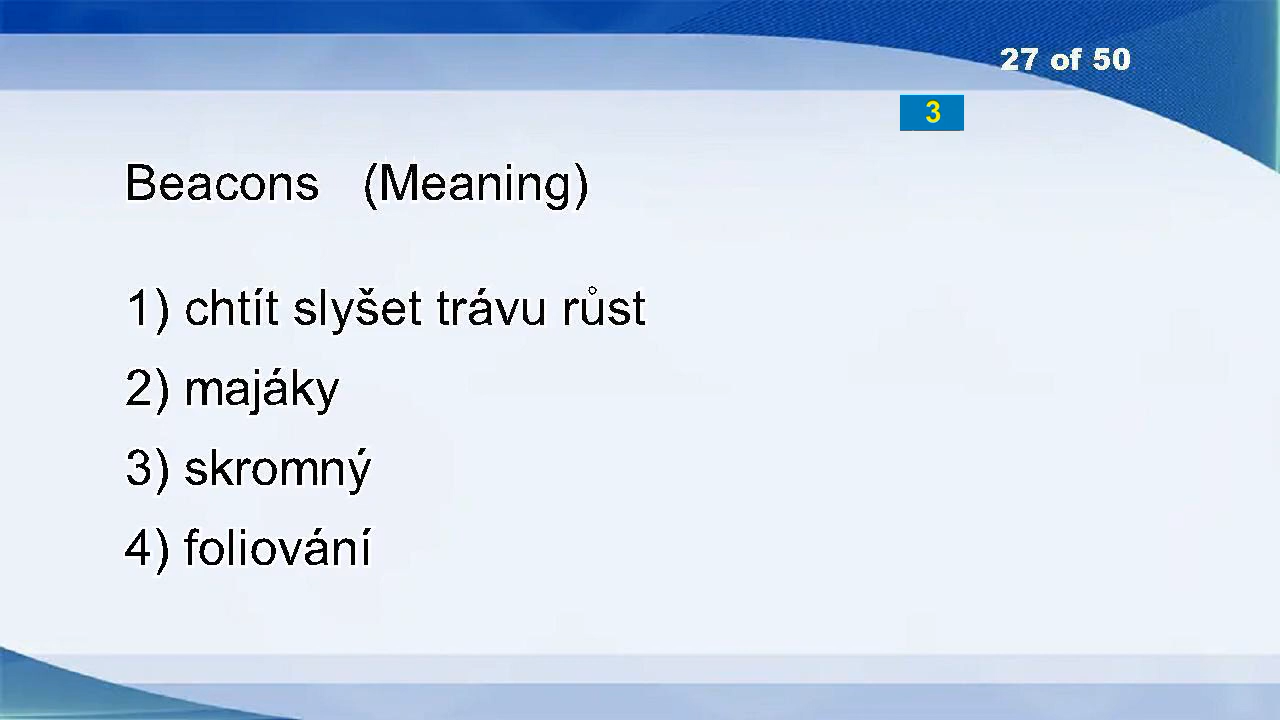 27 of 50
3
Beacons (Meaning)
1) chtít slyšet trávu růst
2) majáky
3) skromný
4) foliování